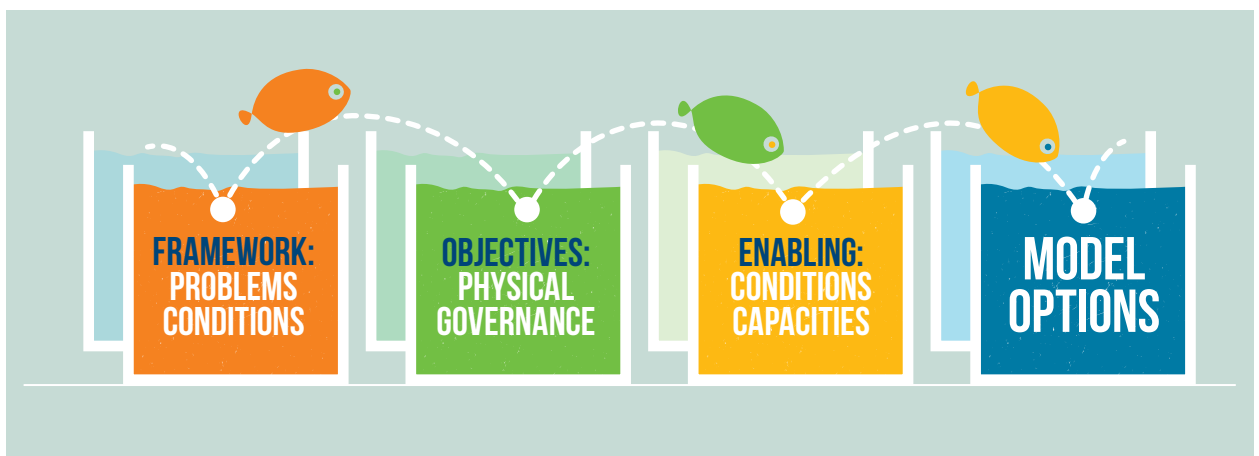 FRAMEWORK:
PROBLEMS
CONDITIONS
OBJECTIVES:
PHYSICAL
GOVERNANCE
ENABLING:
CONDITIONS
CAPACITIES
MODEL
OPTIONS